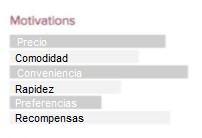 Motivations
Precio
Comodidad
Conveniencia
Rapidez
Preferencias
Recompensas